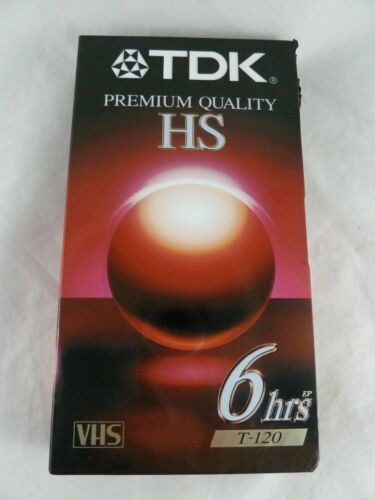 TDK®
PREMIUM QUALITY
HS
6 hrs EP
VHS
T-120